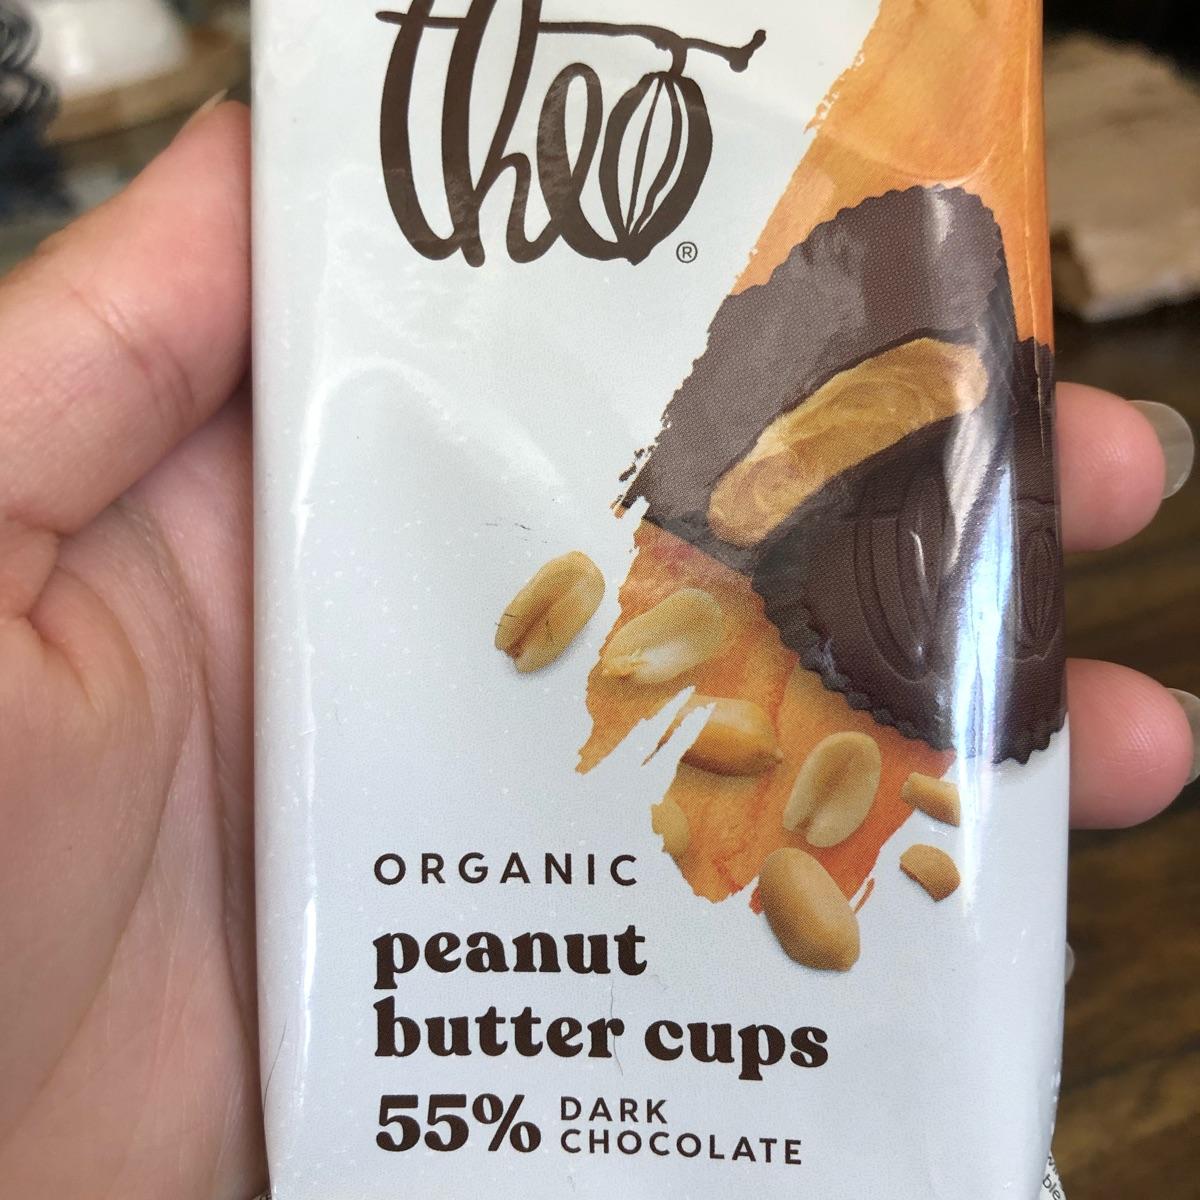 theo®
ORGANIC
peanut
butter cups
55% DARK
CHOCOLATE